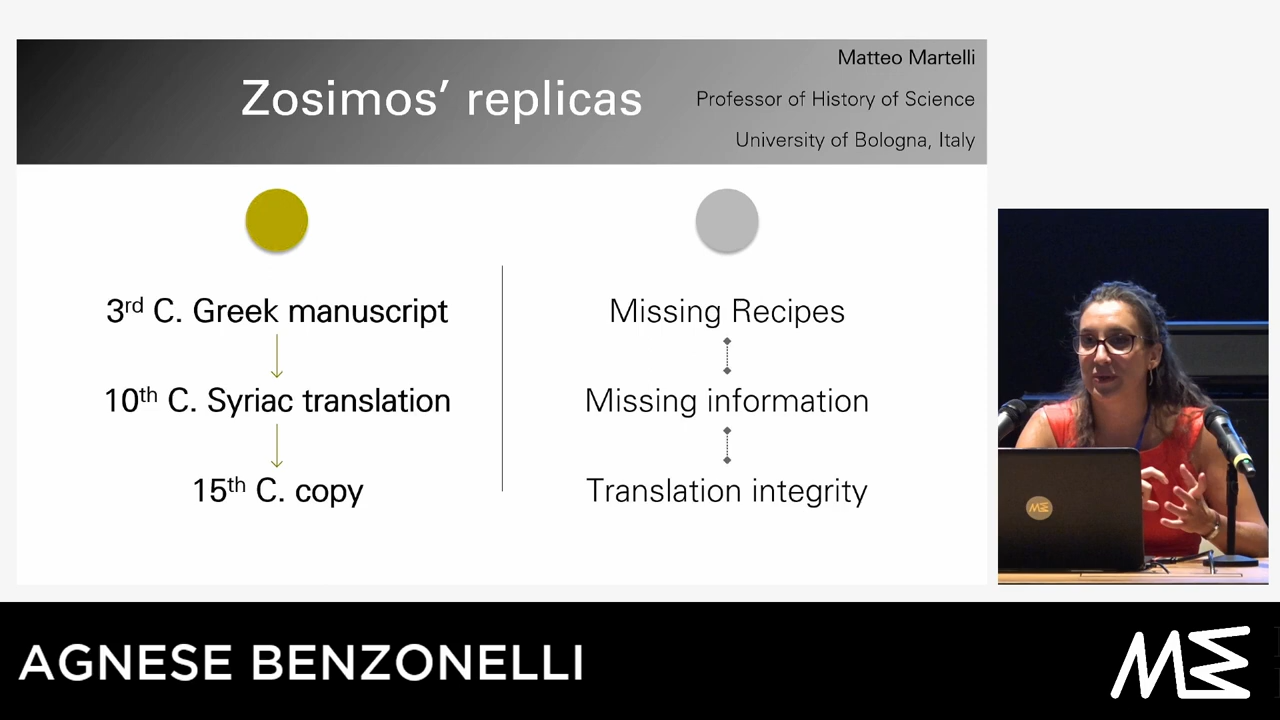 Zosimos’ replicas
Matteo Martelli
Professor of History of Science
University of Bologna, Italy
3rd C. Greek manuscript
10th C. Syriac translation
15th C. copy
Missing Recipes
Missing information
Translation integrity
AGNESE BENZONELLI
ME